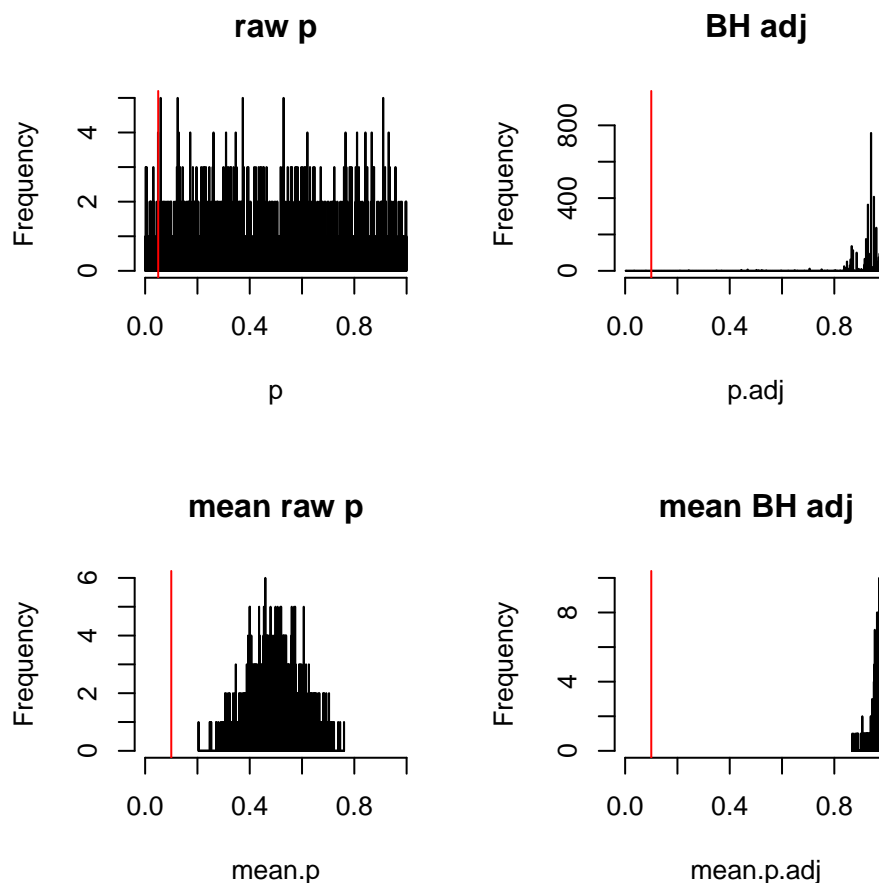 raw p
Frequency
0 2 4
0.0 0.4 0.8
p
BH adj
Frequency
0 400 800
0.0 0.4 0.8
p.adj
mean raw p
Frequency
0 2 4 6
0.0 0.4 0.8
mean.p
mean BH adj
Frequency
0 4 8
0.0 0.4 0.8
mean.p.adj